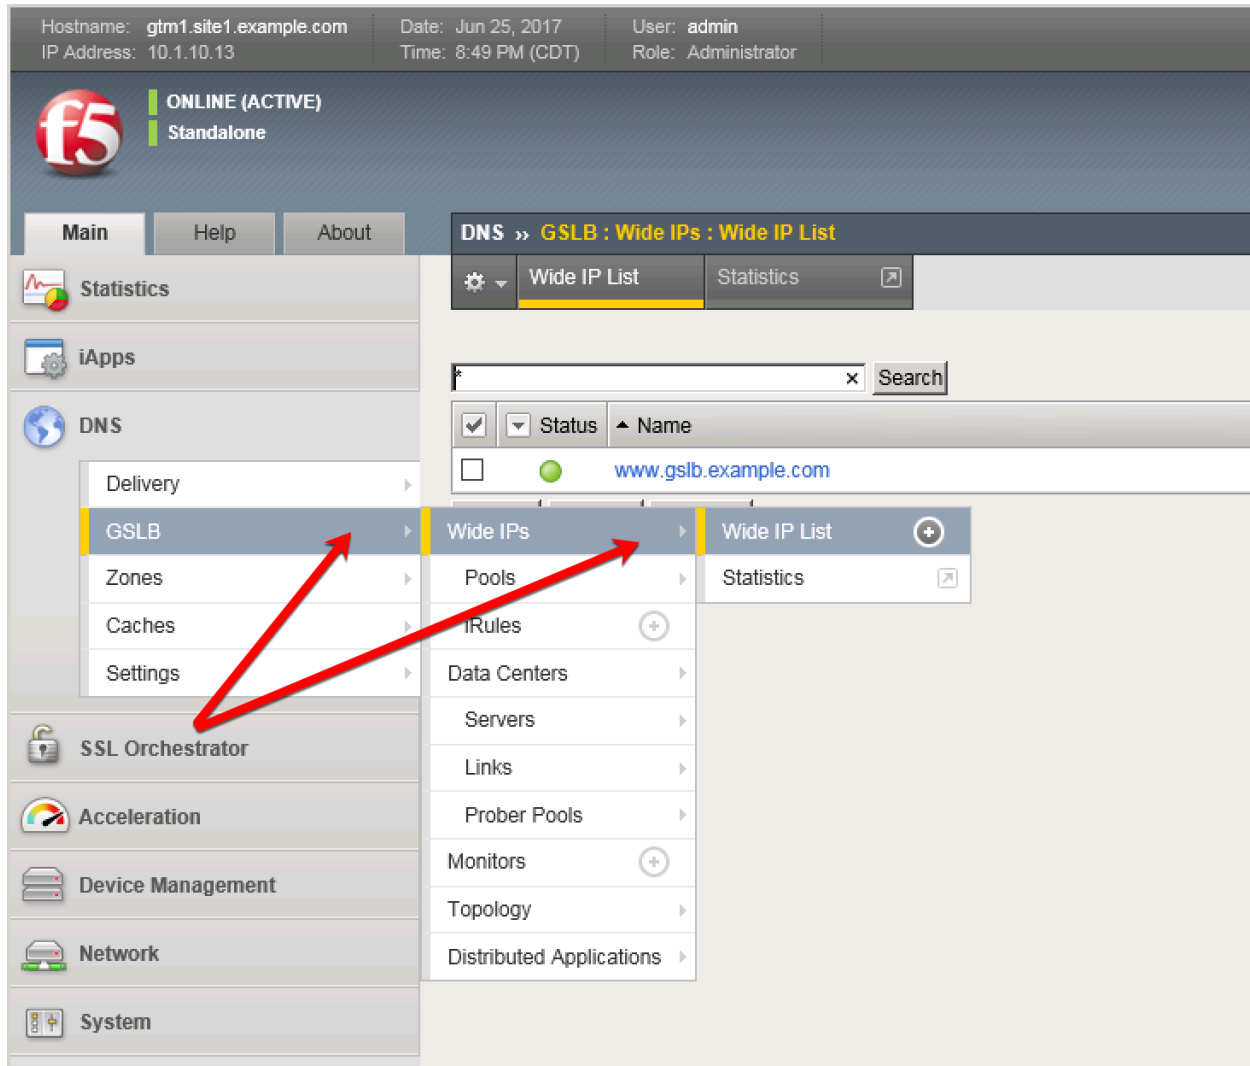 Hostname: gtm1.site1.example.com Date: Jun 25, 2017 User: admin
IP Address: 10.1.10.13 Time: 8:49 PM (CDT) Role: Administrator
f5
ONLINE (ACTIVE)
Standalone
Main Help About
DNS ›› GSLB : Wide IPs : Wide IP List
Wide IP List Statistics
Statistics
iApps
* × Search
DNS
Status Name
www.gslb.example.com
Delivery
GSLB Wide IPs Wide IP List
Zones Pools Statistics
Caches iRules
Settings Data Centers
Servers
SSL Orchestrator
Links
Acceleration Prober Pools
Monitors
Device Management
Topology
Network Distributed Applications
System